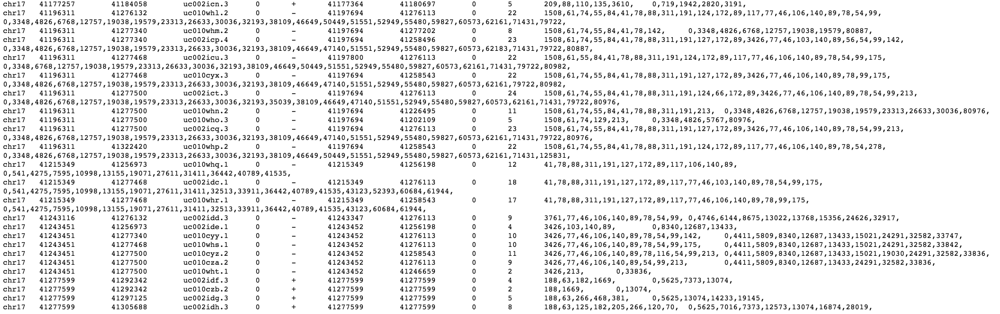 chr17 41177257 41184058 uc002icn.3 0 + 41177364 41180697 0 5 209,88,110,135,3610, 0,719,1942,2820,3191,
chr17 41196311 41276132 uc010whl.2 0 - 41197694 41276113 0 22 1508,61,74,55,84,41,78,88,311,191,124,172,89,117,77,46,106,140,89,78,54,99,
0,3348,4826,6768,12757,19038,19579,23313,26633,30036,32193,38109,46649,50449,51551,52949,55480,59827,60573,62161,71431,79722,
chr17 41196311 41277340 uc010whm.2 0 - 41197694 41277202 0 8 1508,61,74,55,84,41,78,142, 0,3348,4826,6768,12757,19038,19579,80887,
chr17 41196311 41277340 uc002icp.4 0 - 41197694 41258496 0 23 1508,61,74,55,84,41,78,88,311,191,127,172,89,3426,77,46,103,140,89,56,54,99,142,
0,3348,4826,6768,12757,19038,19579,23313,26633,30036,32193,38109,46649,47140,51551,52949,55480,59827,60573,62183,71431,79722,80887,
chr17 41196311 41277468 uc002icu.3 0 - 41197800 41276113 0 22 1508,61,55,84,41,78,88,311,191,124,172,89,117,77,46,106,140,89,78,54,99,175,
0,3348,6768,12757,19038,19579,23313,26633,30036,32193,38109,46649,50449,51551,52949,55480,59827,60573,62161,71431,79722,80982,
chr17 41196311 41277468 uc010cyx.3 0 - 41197694 41258543 0 22 1508,61,74,55,84,41,78,88,311,191,127,172,89,3426,77,46,106,140,89,78,99,175,
0,3348,4826,6768,12757,19038,19579,23313,26633,30036,32193,38109,46649,47140,51551,52949,55480,59827,60573,62161,79722,80982,
chr17 41196311 41277500 uc002ict.3 0 - 41197694 41276113 0 24 1508,61,74,55,84,41,78,88,311,191,124,66,172,89,3426,77,46,106,140,89,78,54,99,213,
0,3348,4826,6768,12757,19038,19579,23313,26633,30036,32193,35039,38109,46649,47140,51551,52949,55480,59827,60573,62161,71431,79722,80976,
chr17 41196311 41277500 uc010whn.2 0 - 41197694 41226495 0 11 1508,61,74,55,84,41,78,88,311,191,213, 0,3348,4826,6768,12757,19038,19579,23313,26633,30036,80976,
chr17 41196311 41277500 uc010who.3 0 - 41197694 41202109 0 5 1508,61,74,129,213, 0,3348,4826,5767,80976,
chr17 41196311 41277500 uc002icq.3 0 - 41197694 41276113 0 23 1508,61,74,55,84,41,78,88,311,191,127,172,89,3426,77,46,106,140,89,78,54,99,213,
0,3348,4826,6768,12757,19038,19579,23313,26633,30036,32193,38109,46649,47140,51551,52949,55480,59827,60573,62161,71431,79722,80976,
chr17 41196311 41322420 uc010whp.2 0 - 41197694 41258543 0 22 1508,61,74,55,84,41,78,88,311,191,124,172,89,117,77,46,106,140,89,78,54,278,
0,3348,4826,6768,12757,19038,19579,23313,26633,30036,32193,38109,46649,50449,51551,52949,55480,59827,60573,62161,71431,125831,
chr17 41215349 41256973 uc010whq.1 0 - 41215349 41256198 0 12 41,78,88,311,191,127,172,89,117,106,140,89,
0,541,4275,7595,10998,13155,19071,27611,31411,36442,40789,41535,
chr17 41215349 41277468 uc002idc.1 0 - 41215349 41276113 0 18 41,78,88,311,191,127,172,89,117,77,46,103,140,89,78,54,99,175,
0,541,4275,7595,10998,13155,19071,27611,31411,32513,33911,36442,40789,41535,43123,52393,60684,61944,
chr17 41215349 41277468 uc010whr.1 0 - 41215349 41258543 0 17 41,78,88,311,191,127,172,89,117,77,46,106,140,89,78,99,175,
0,541,4275,7595,10998,13155,19071,27611,31411,32513,33911,36442,40789,41535,43123,60684,61944,
chr17 41243116 41276132 uc002idd.3 0 - 41243347 41276113 0 9 3761,77,46,106,140,89,78,54,99, 0,4746,6144,8675,13022,13768,15356,24626,32917,
chr17 41243451 41256973 uc002ide.1 0 - 41243452 41256198 0 4 3426,103,140,89, 0,8340,12687,13433,
chr17 41243451 41277340 uc010cyy.1 0 - 41243452 41276113 0 10 3426,77,46,106,140,89,78,54,99,142, 0,4411,5809,8340,12687,13433,15021,24291,32582,33747,
chr17 41243451 41277468 uc010whs.1 0 - 41243452 41276113 0 10 3426,77,46,106,140,89,78,54,99,175, 0,4411,5809,8340,12687,13433,15021,24291,32582,33842,
chr17 41243451 41277500 uc010cyz.2 0 - 41243452 41258543 0 11 3426,77,46,106,140,89,78,116,54,99,213, 0,4411,5809,8340,12687,13433,15021,19030,24291,32582,33836,
chr17 41243451 41277500 uc010cza.2 0 - 41243452 41276113 0 9 3426,77,46,106,140,89,54,99,213, 0,4411,5809,8340,12687,13433,24291,32582,33836,
chr17 41243451 41277500 uc010wht.1 0 - 41243452 41246659 0 2 3426,213, 0,33836,
chr17 41277599 41292342 uc002idf.3 0 + 41277599 41277599 0 4 188,63,182,1669, 0,5625,7373,13074,
chr17 41277599 41292342 uc010czb.2 0 + 41277599 41277599 0 2 188,1669, 0,13074,
chr17 41277599 41297125 uc002idg.3 0 + 41277599 41277599 0 5 188,63,266,468,381, 0,5625,13074,14233,19145,
chr17 41277599 41305688 uc002idh.3 0 + 41277599 41277599 0 8 188,63,125,182,205,266,120,70, 0,5625,7016,7373,12573,13074,16874,28019,